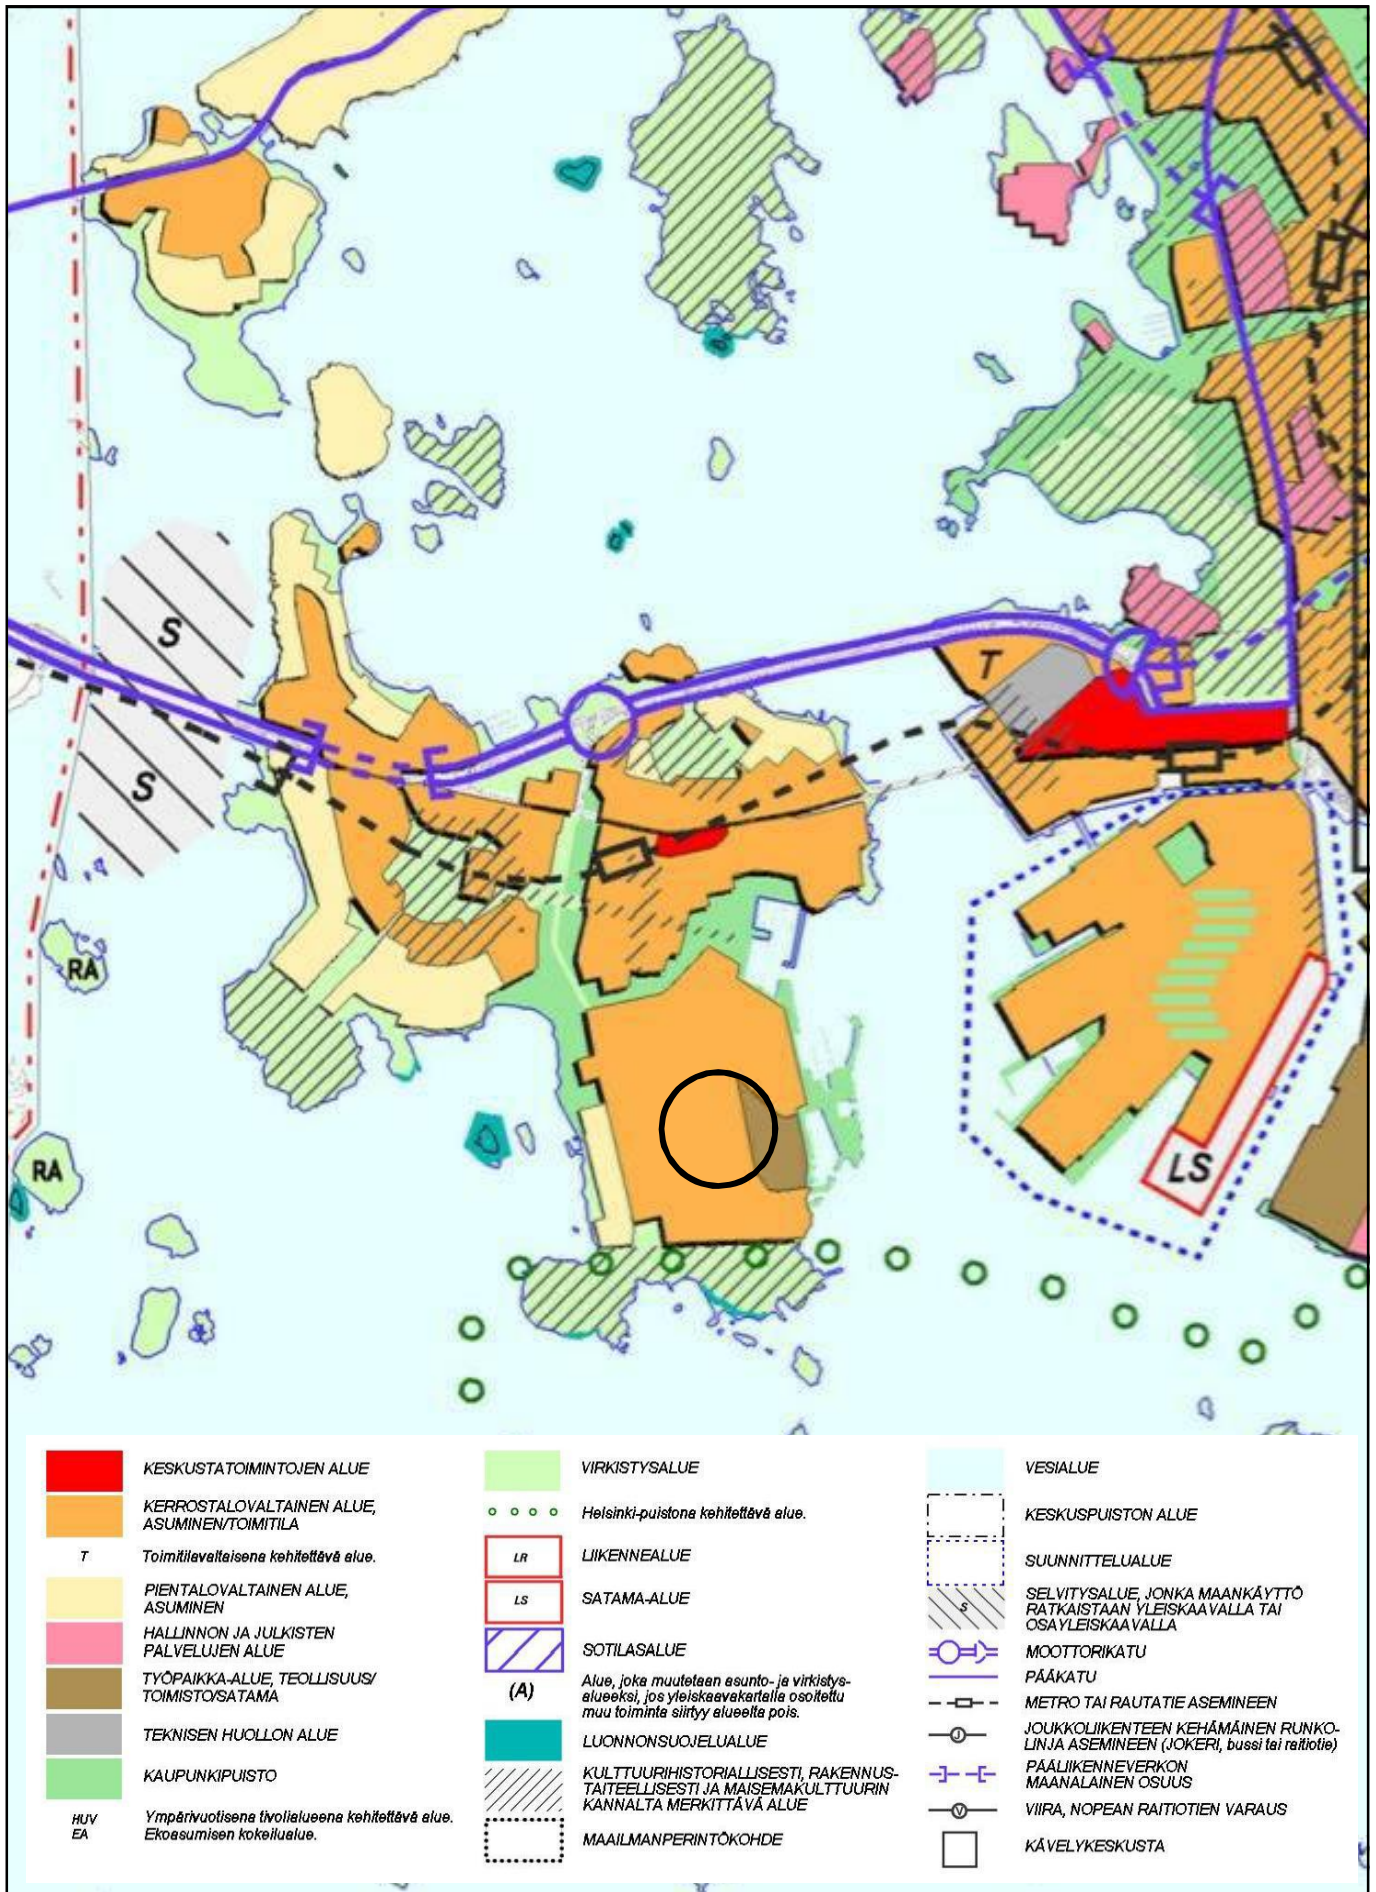 S
S
T
RA
RA
LS
KESKUSTATOIMINTOJEN ALUE
KERROSTALOVALTAINEN ALUE,
ASUMINEN/TOIMITILA
T Toimitilavaltaisena kehitettävä alue.
PIENTALOVALTAINEN ALUE,
ASUMINEN
HALLINNON JA JULKISTEN
PALVELUJEN ALUE
TYÖPAIKKA-ALUE, TEOLLISUUS/
TOIMISTO/SATAMA
TEKNISEN HUOLLON ALUE
KAUPUNKIPUISTO
HUV Ympärivuotisena tivolialueena kehitettävä alue.
EA Ekoasumisen kokeilualue.
VIRKISTYSALUE
Helsinki-puistona kehitettävä alue.
LR LIIKENNEALUE
LS SATAMA-ALUE
SOTILASALUE
(A) Alue, joka muutetaan asunto- ja virkistys-
alueeksi, jos yleiskaavakartalla osoitettu
muu toiminta siirtyy alueelta pois.
LUONNONSUOJELUALUE
KULTTUURIHISTORIALLISESTI, RAKENNUS-
TAITEELLISESTI JA MAISEMAKULTTUURIN
KANNALTA MERKITTÄVÄ ALUE
MAAILMANPERINTÖKOHDE
VESIALUE
KESKUSPUISTON ALUE
SUUNNITTELUALUE
S SELVITYSALUE, JONKA MAANKÄYTTÖ
RATKAISTAAN YLEISKAAVALLA TAI
OSAYLEISKAAVALLA
MOOTTORIKATU
PÄÄKATU
METRO TAI RAUTATIE ASEMINEEN
J JOUKKOLIIKENTEEN KEHÄMÄINEN RUNKO-
LINJA ASEMINEEN (JOKERI, bussi tai raitiotie)
PÄÄLIIKENNEVERKON
MAANALAINEN OSUUS
V VIIRA, NOPEAN RAITIOTIEN VARAUS
KÄVELYKESKUSTA